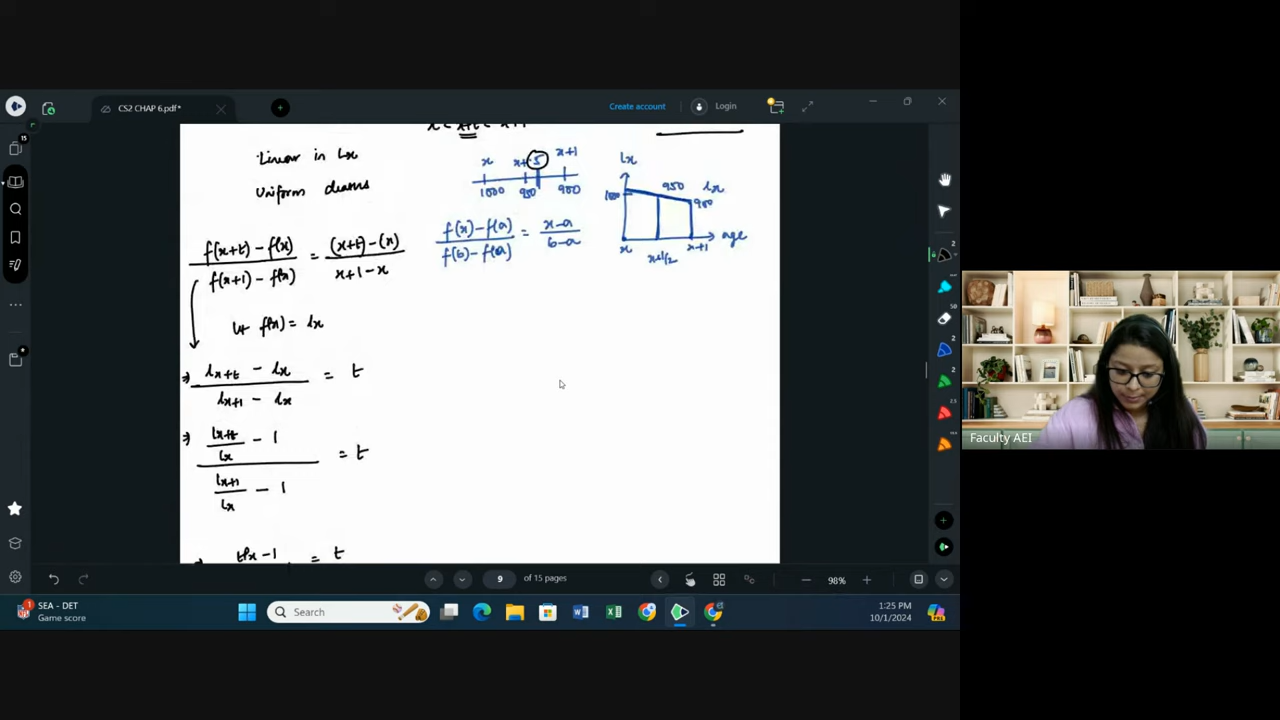 CS2 CHAP 6.pdf*
Create account
Login
Linear in lx
Uniform deaths
x x+.5 x+1
1000 950 900
lx
1000 950 lx
900
age
x x+1/2 x+1
f(x)-f(a) / f(b)-f(a) = x-a / b-a
f(x+t) - f(x) / f(x+1) - f(x) = (x+t) - (x) / x+1-x
f(x) = lx
⇒ lx+t - lx / lx+1 - lx = t
⇒ lx+t / lx - 1 / lx+1 / lx - 1 = t
tPx - 1 = t
Faculty AEI
9 of 15 pages
98%
SEA - DET
Game score
Search
1:25 PM
10/1/2024